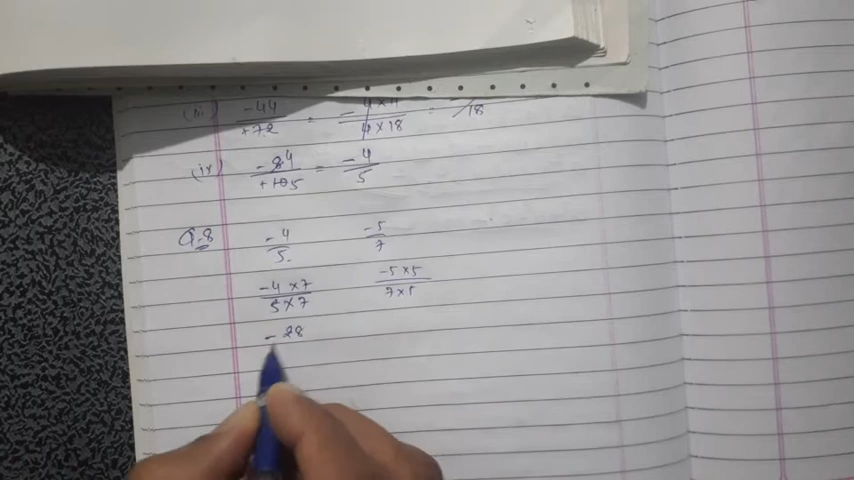 (iii) -44/+72 = -4×11/4×18 = /18
(iv) -84/+105 = -4/5
Q.8 -4/5 -5/7
-4×7/5×7 -5×5/7×5
-28